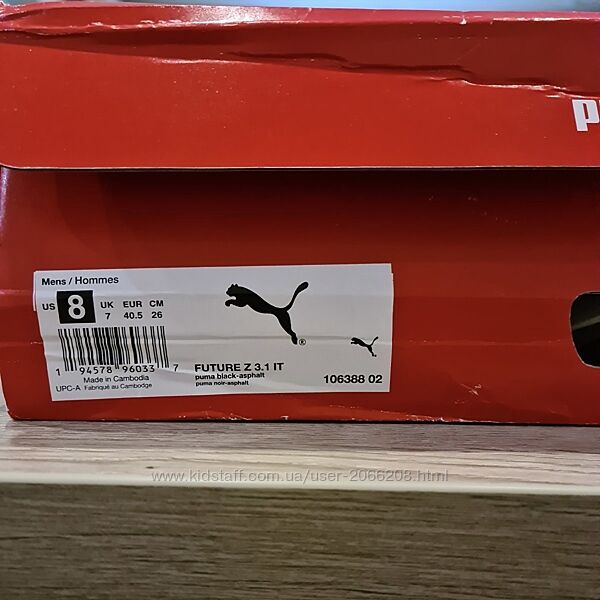 Mens / Hommes
US 8 UK 7 EUR 40.5 CM 26
1 94578 96033 7
Made in Cambodia
UPC-A Fabriqué au Cambodge
®
FUTURE Z 3.1 IT
puma black-asphalt
puma noir-asphalt
106388 02
www.kidstaff.com.ua/user-2066208.html